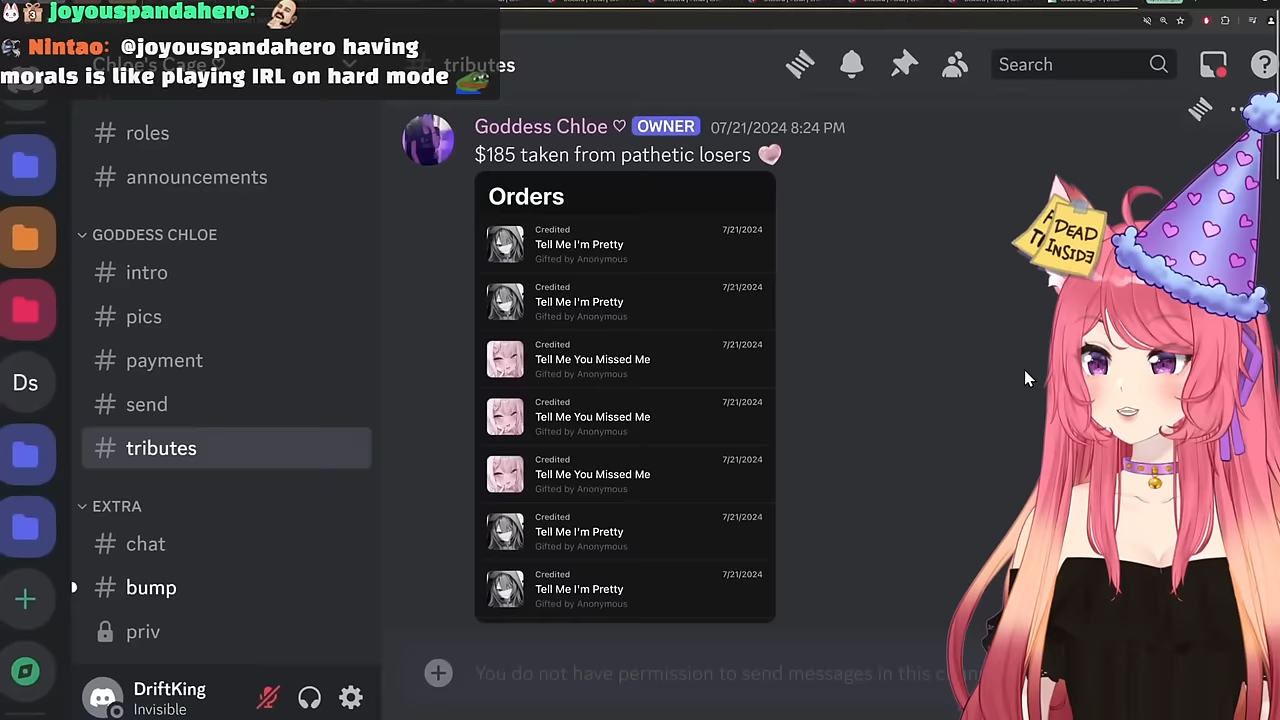 joyouspandahero:
Nintao: @joyouspandahero having
morals is like playing IRL on hard mode
Chloe's Cage ♡
tributes
Search
# roles
# announcements
GODDESS CHLOE
# intro
# pics
# payment
# send
# tributes
EXTRA
# chat
# bump
priv
Ds
DriftKing
Invisible
Goddess Chloe ♡ OWNER 07/21/2024 8:24 PM
$185 taken from pathetic losers
Orders
Credited 7/21/2024
Tell Me I'm Pretty
Gifted by Anonymous
Credited 7/21/2024
Tell Me I'm Pretty
Gifted by Anonymous
Credited 7/21/2024
Tell Me You Missed Me
Gifted by Anonymous
Credited 7/21/2024
Tell Me You Missed Me
Gifted by Anonymous
Credited 7/21/2024
Tell Me You Missed Me
Gifted by Anonymous
Credited 7/21/2024
Tell Me I'm Pretty
Gifted by Anonymous
Credited 7/21/2024
Tell Me I'm Pretty
Gifted by Anonymous
You do not have permission to send messages in this
DEAD
INSIDE